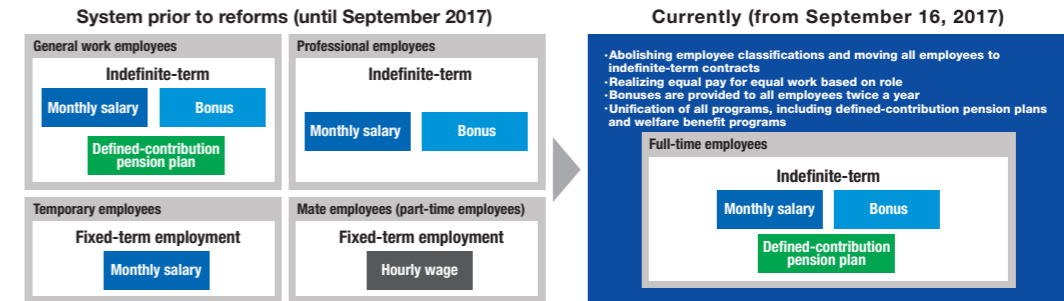 System prior to reforms (until September 2017)
General work employees
Indefinite-term
Monthly salary
Bonus
Defined-contribution
pension plan
Professional employees
Indefinite-term
Monthly salary
Bonus
Temporary employees
Fixed-term employment
Monthly salary
Mate employees (part-time employees)
Fixed-term employment
Hourly wage
Currently (from September 16, 2017)
·Abolishing employee classifications and moving all employees to
indefinite-term contracts
·Realizing equal pay for equal work based on role
·Bonuses are provided to all employees twice a year
·Unification of all programs, including defined-contribution pension plans
and welfare benefit programs
Full-time employees
Indefinite-term
Monthly salary
Bonus
Defined-contribution
pension plan